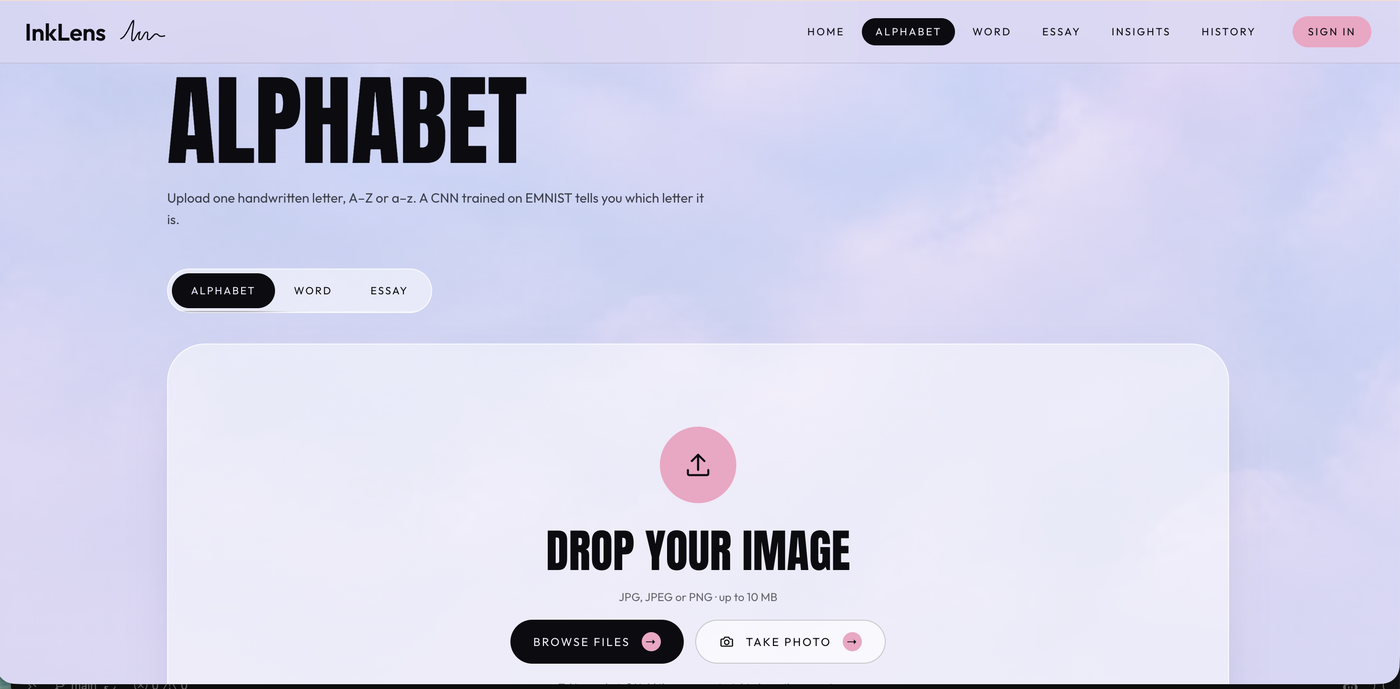 InkLens
HOME ALPHABET WORD ESSAY INSIGHTS HISTORY SIGN IN
ALPHABET
Upload one handwritten letter, A–Z or a–z. A CNN trained on EMNIST tells you which letter it
is.
ALPHABET WORD ESSAY
DROP YOUR IMAGE
JPG, JPEG or PNG · up to 10 MB
BROWSE FILES → TAKE PHOTO →